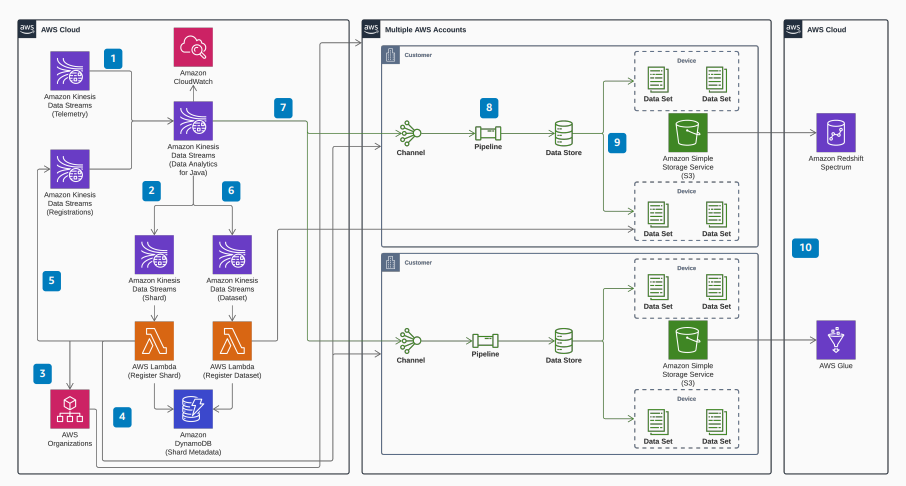 aws
AWS Cloud
1
Amazon Kinesis
Data Streams
(Telemetry)
Amazon
CloudWatch
7
Amazon Kinesis
Data Streams
(Data Analytics
for Java)
Amazon Kinesis
Data Streams
(Registrations)
2
6
Amazon Kinesis
Data Streams
(Shard)
Amazon Kinesis
Data Streams
(Dataset)
5
AWS Lambda
(Register Shard)
AWS Lambda
(Register Dataset)
3
4
AWS
Organizations
Amazon
DynamoDB
(Shard Metadata)
aws
Multiple AWS Accounts
Customer
Channel
8
Pipeline
Data Store
9
Device
Data Set
Data Set
Amazon Simple
Storage Service
(S3)
Device
Data Set
Data Set
Customer
Channel
Pipeline
Data Store
Device
Data Set
Data Set
Amazon Simple
Storage Service
(S3)
Device
Data Set
Data Set
aws
AWS Cloud
Amazon Redshift
Spectrum
10
AWS Glue